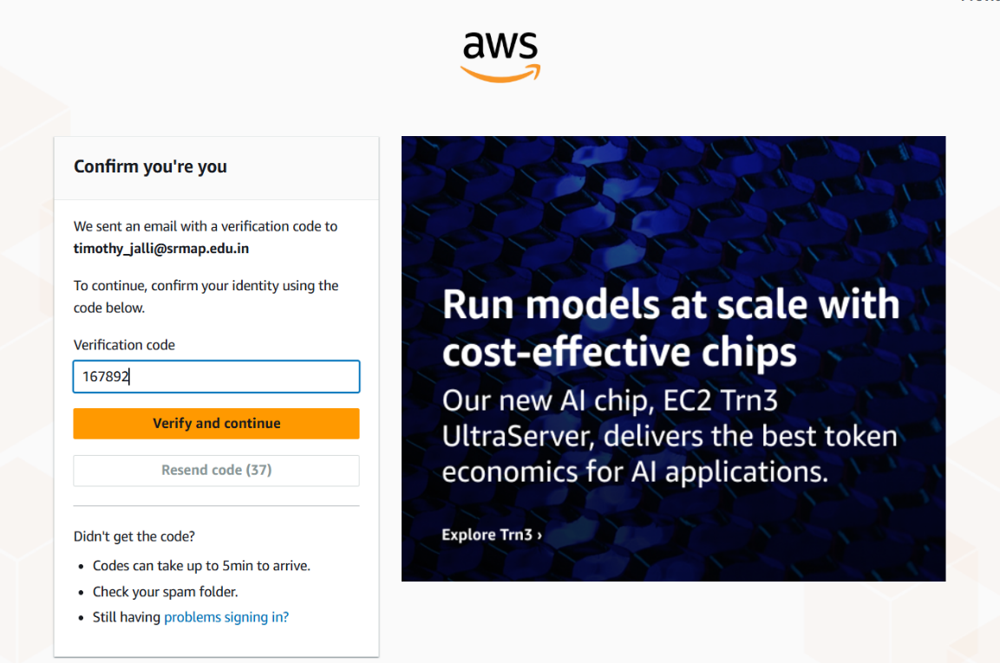 aws
Confirm you're you
We sent an email with a verification code to
timothy_jalli@srmap.edu.in
To continue, confirm your identity using the
code below.
Verification code
167892
Verify and continue
Resend code (37)
Didn't get the code?
• Codes can take up to 5min to arrive.
• Check your spam folder.
• Still having problems signing in?
Run models at scale with
cost-effective chips
Our new AI chip, EC2 Trn3
UltraServer, delivers the best token
economics for AI applications.
Explore Trn3 ›